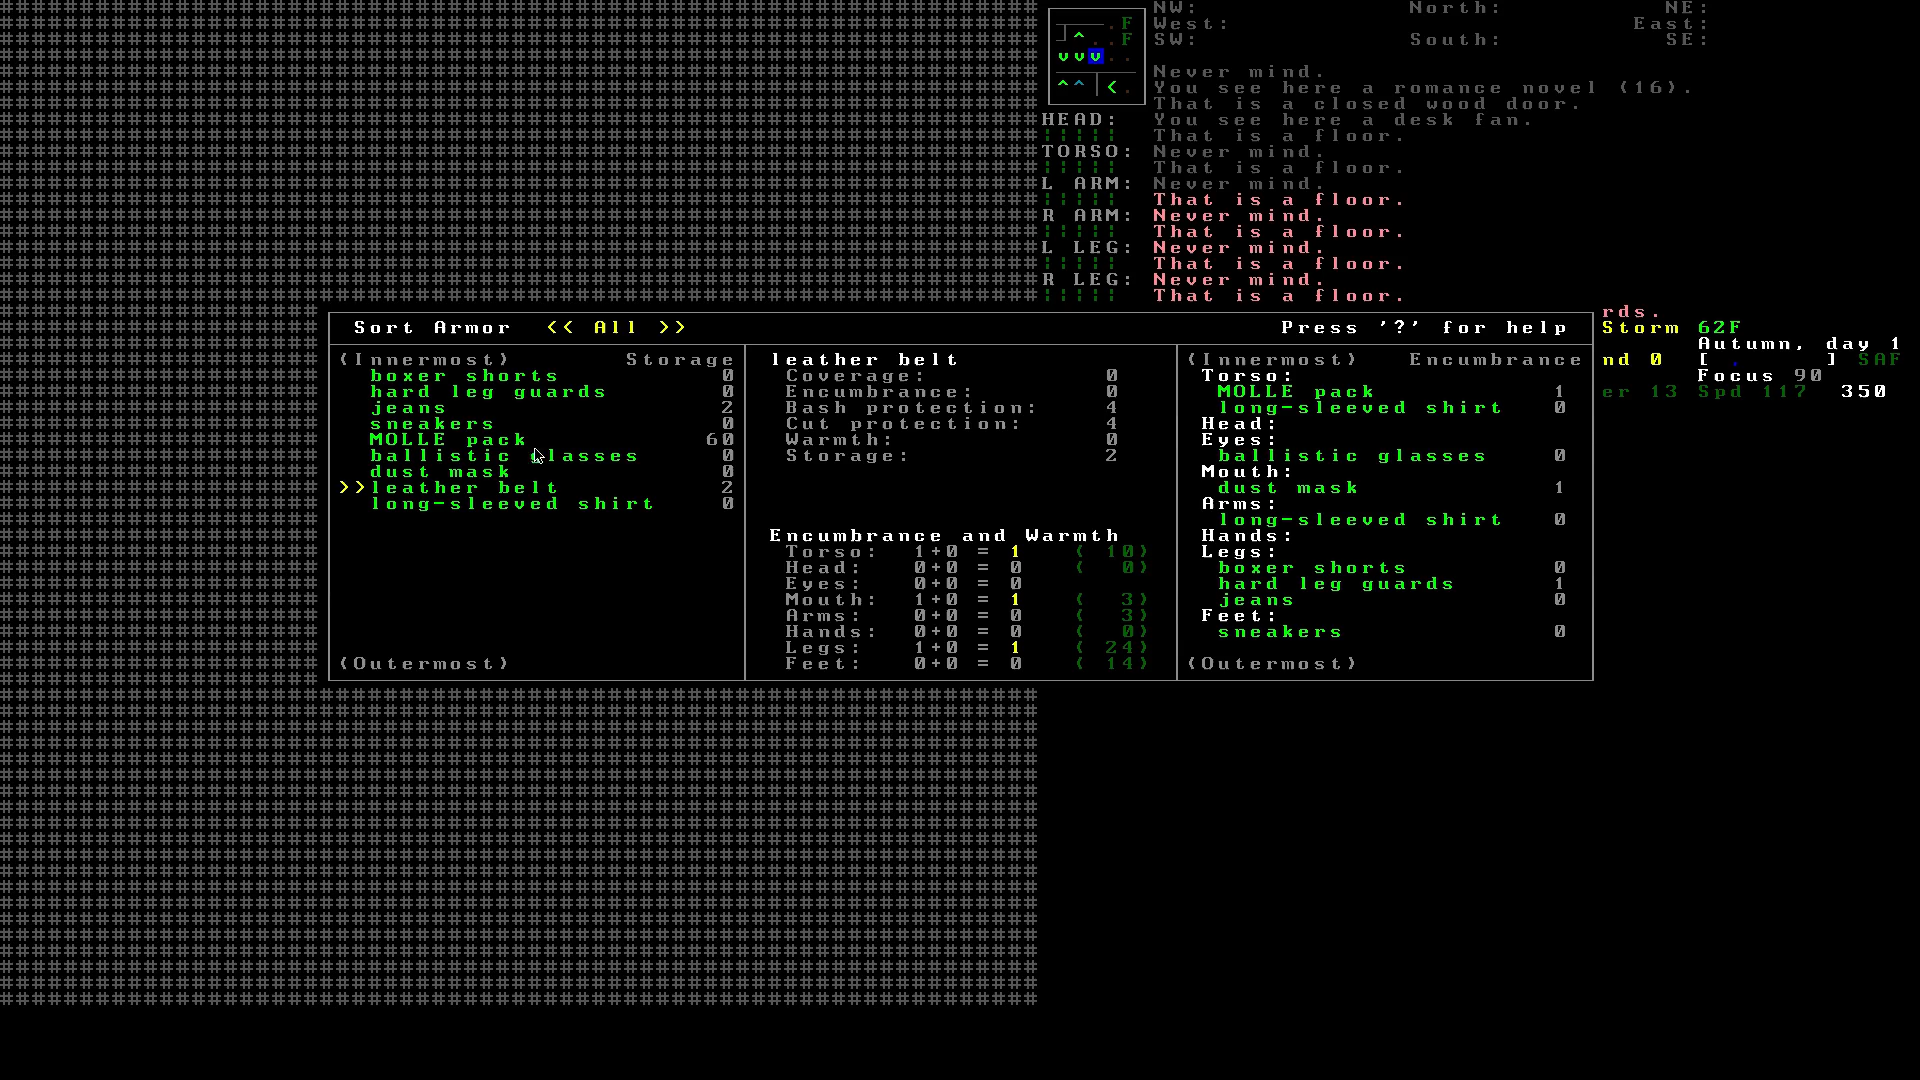 NW: North: NE:
West: East:
SW: South: SE:
Never mind.
You see here a romance novel (16).
That is a closed wood door.
HEAD: You see here a desk fan.
That is a floor.
TORSO: Never mind.
That is a floor.
L ARM: Never mind.
That is a floor.
R ARM: Never mind.
That is a floor.
L LEG: Never mind.
That is a floor.
R LEG: Never mind.
That is a floor.
rds.
Sort Armor << All >> Press '?' for help
Storm 62F
Autumn, day 1
nd 0 [ . ] SAF
Focus 90
er 13 Spd 117 350
(Innermost) Storage
boxer shorts 0
hard leg guards 0
jeans 2
sneakers 0
MOLLE pack 60
ballistic glasses 0
dust mask 0
>>leather belt 2
long-sleeved shirt 0
(Outermost)
leather belt
Coverage: 0
Encumbrance: 0
Bash protection: 4
Cut protection: 4
Warmth: 0
Storage: 2
Encumbrance and Warmth
Torso: 1+0 = 1 ( 10)
Head: 0+0 = 0 ( 0)
Eyes: 0+0 = 0
Mouth: 1+0 = 1 ( 3)
Arms: 0+0 = 0 ( 3)
Hands: 0+0 = 0 ( 0)
Legs: 1+0 = 1 ( 24)
Feet: 0+0 = 0 ( 14)
(Innermost) Encumbrance
Torso:
MOLLE pack 1
long-sleeved shirt 0
Head:
Eyes:
ballistic glasses 0
Mouth:
dust mask 1
Arms:
long-sleeved shirt 0
Hands:
Legs:
boxer shorts 0
hard leg guards 1
jeans 0
Feet:
sneakers 0
(Outermost)